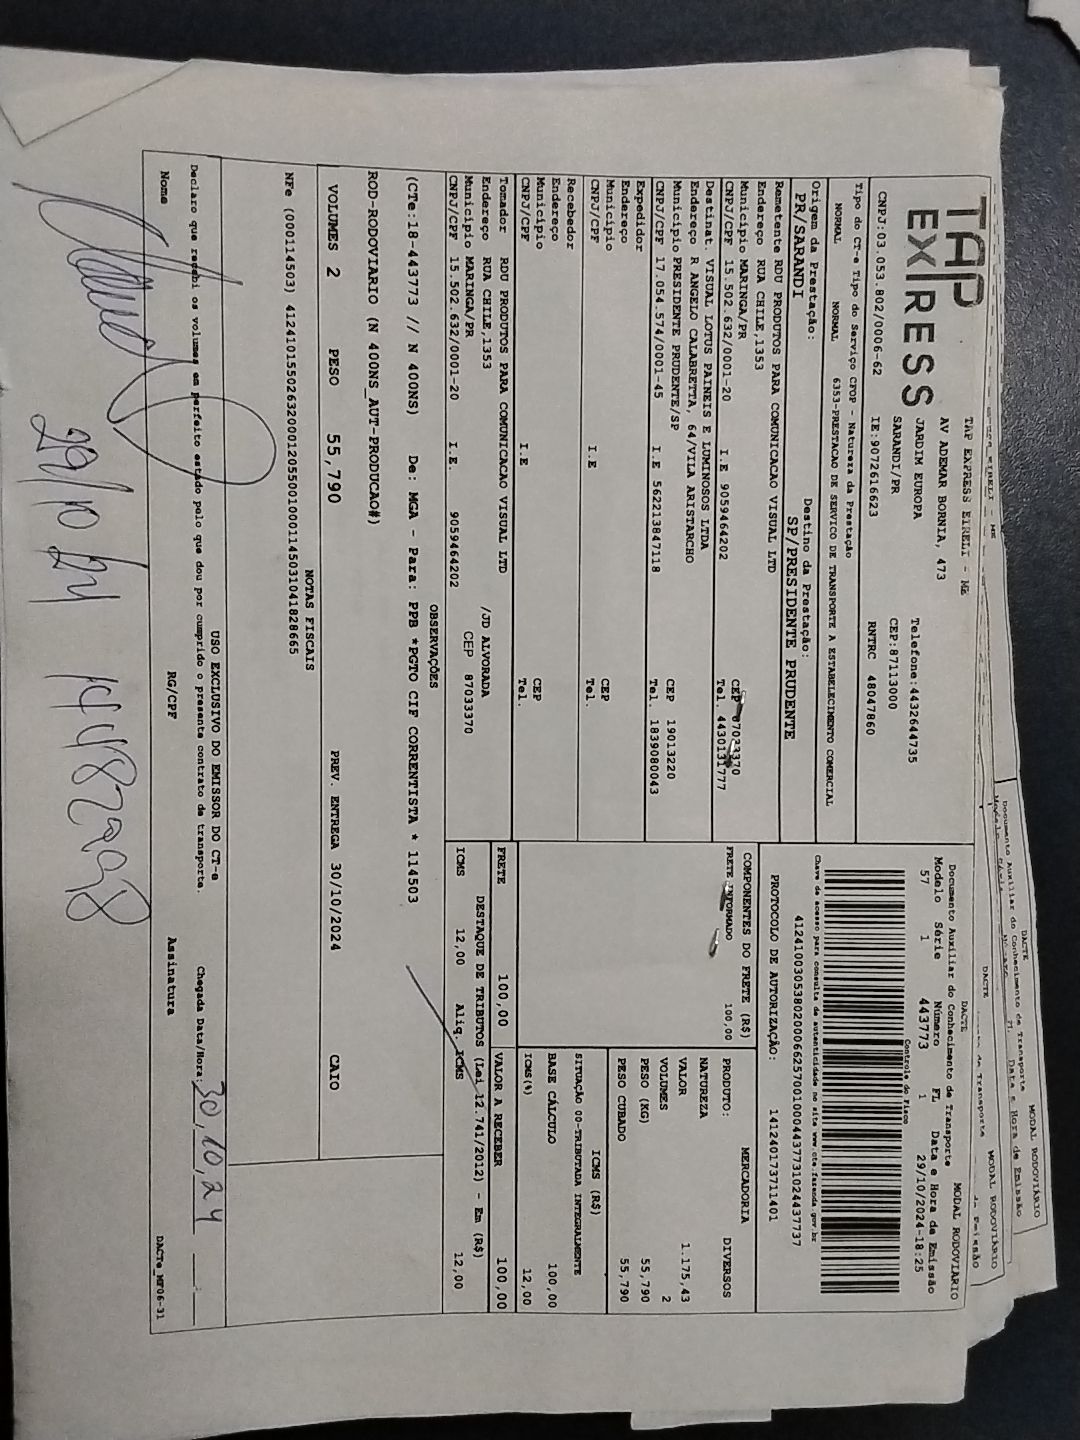 TAP EXPRESS
TAP EXPRESS EIRELI - ME
AV ADEMAR BORNIA, 473
JARDIM EUROPA
SARANDI/PR
Telefone:4432644735
CEP:87113000
CNPJ:03.053.802/0006-62 IE:9072616623 RNTRC 48047860
Tipo do CT-e Tipo do Serviço CFOP - Natureza da Prestação
NORMAL NORMAL 6353-PRESTACAO DE SERVICO DE TRANSPORTE A ESTABELECIMENTO COMERCIAL
Origem da Prestação: Destino da Prestação:
PR/SARANDI SP/PRESIDENTE PRUDENTE
Remetente RDU PRODUTOS PARA COMUNICACAO VISUAL LTD
Endereço RUA CHILE,1353
Município MARINGA/PR CEP 87033370
CNPJ/CPF 15.502.632/0001-20 I.E 9059464202 Tel. 4430131777
Destinat. VISUAL LOTUS PAINEIS E LUMINOSOS LTDA
Endereço R ANGELO CALABRETTA, 64/VILA ARISTARCHO
Município PRESIDENTE PRUDENTE/SP CEP 19013220
CNPJ/CPF 17.054.574/0001-45 I.E 562213847118 Tel. 1839080043
Expedidor
Endereço
Município CEP
CNPJ/CPF I.E Tel.
Recebedor
Endereço
Município CEP
CNPJ/CPF I.E Tel.
Tomador RDU PRODUTOS PARA COMUNICACAO VISUAL LTD
Endereço RUA CHILE,1353 /JD ALVORADA
Município MARINGA/PR CEP 87033370
CNPJ/CPF 15.502.632/0001-20 I.E. 9059464202
DACTE MODAL RODOVIÁRIO
Documento Auxiliar do Conhecimento de Transporte
Modelo Série Número FL Data e Hora de Emissão
57 1 443773 1 29/10/2024-18:25
Controle do Fisco
Chave de acesso para consulta de autenticidade no site www.cte.fazenda.gov.br
41241003053802000662570010004437731024437737
PROTOCOLO DE AUTORIZAÇÃO: 141240173711401
COMPONENTES DO FRETE (R$)
FRETE INFORMADO 100,00
MERCADORIA
PRODUTO: DIVERSOS
NATUREZA
VALOR 1.175,43
VOLUMES 2
PESO (KG) 55,790
PESO CUBADO 55,790
ICMS (R$)
SITUAÇÃO 00-TRIBUTADA INTEGRALMENTE
BASE CÁLCULO 100,00
ICMS(%) 12,00
FRETE 100,00 VALOR A RECEBER 100,00
DESTAQUE DE TRIBUTOS (Lei 12.741/2012) - Em (R$)
ICMS 12,00 Aliq. ICMS 12,00
OBSERVAÇÕES
(CTe:18-443773 // N 400NS) De: MGA - Para: PPB *PGTO CIF CORRENTISTA * 114503
ROD-RODOVIARIO (N 400NS_AUT-PRODUCAO#)
VOLUMES 2 PESO 55,790 PREV. ENTREGA 30/10/2024 CAIO
NOTAS FISCAIS
NFe (000114503) 41241015502632000120550010001145031041828665
USO EXCLUSIVO DO EMISSOR DO CT-e
Declaro que recebi os volumes em perfeito estado pelo que dou por cumprido o presente contrato de transporte. Chegada Data/Hora: 30,10,24
Nome RG/CPF Assinatura
DACTe_MF06-31
29/10/24